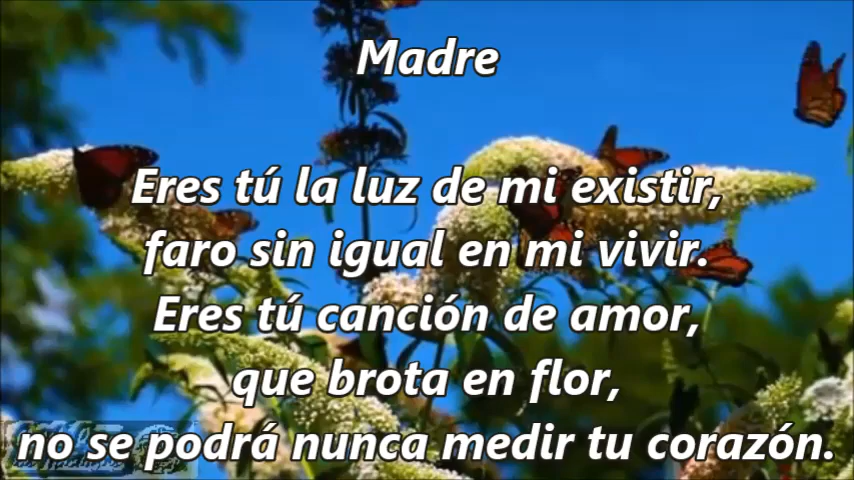 Madre
Eres tú la luz de mi existir,
faro sin igual en mi vivir.
Eres tú canción de amor,
que brota en flor,
no se podrá nunca medir tu corazón.